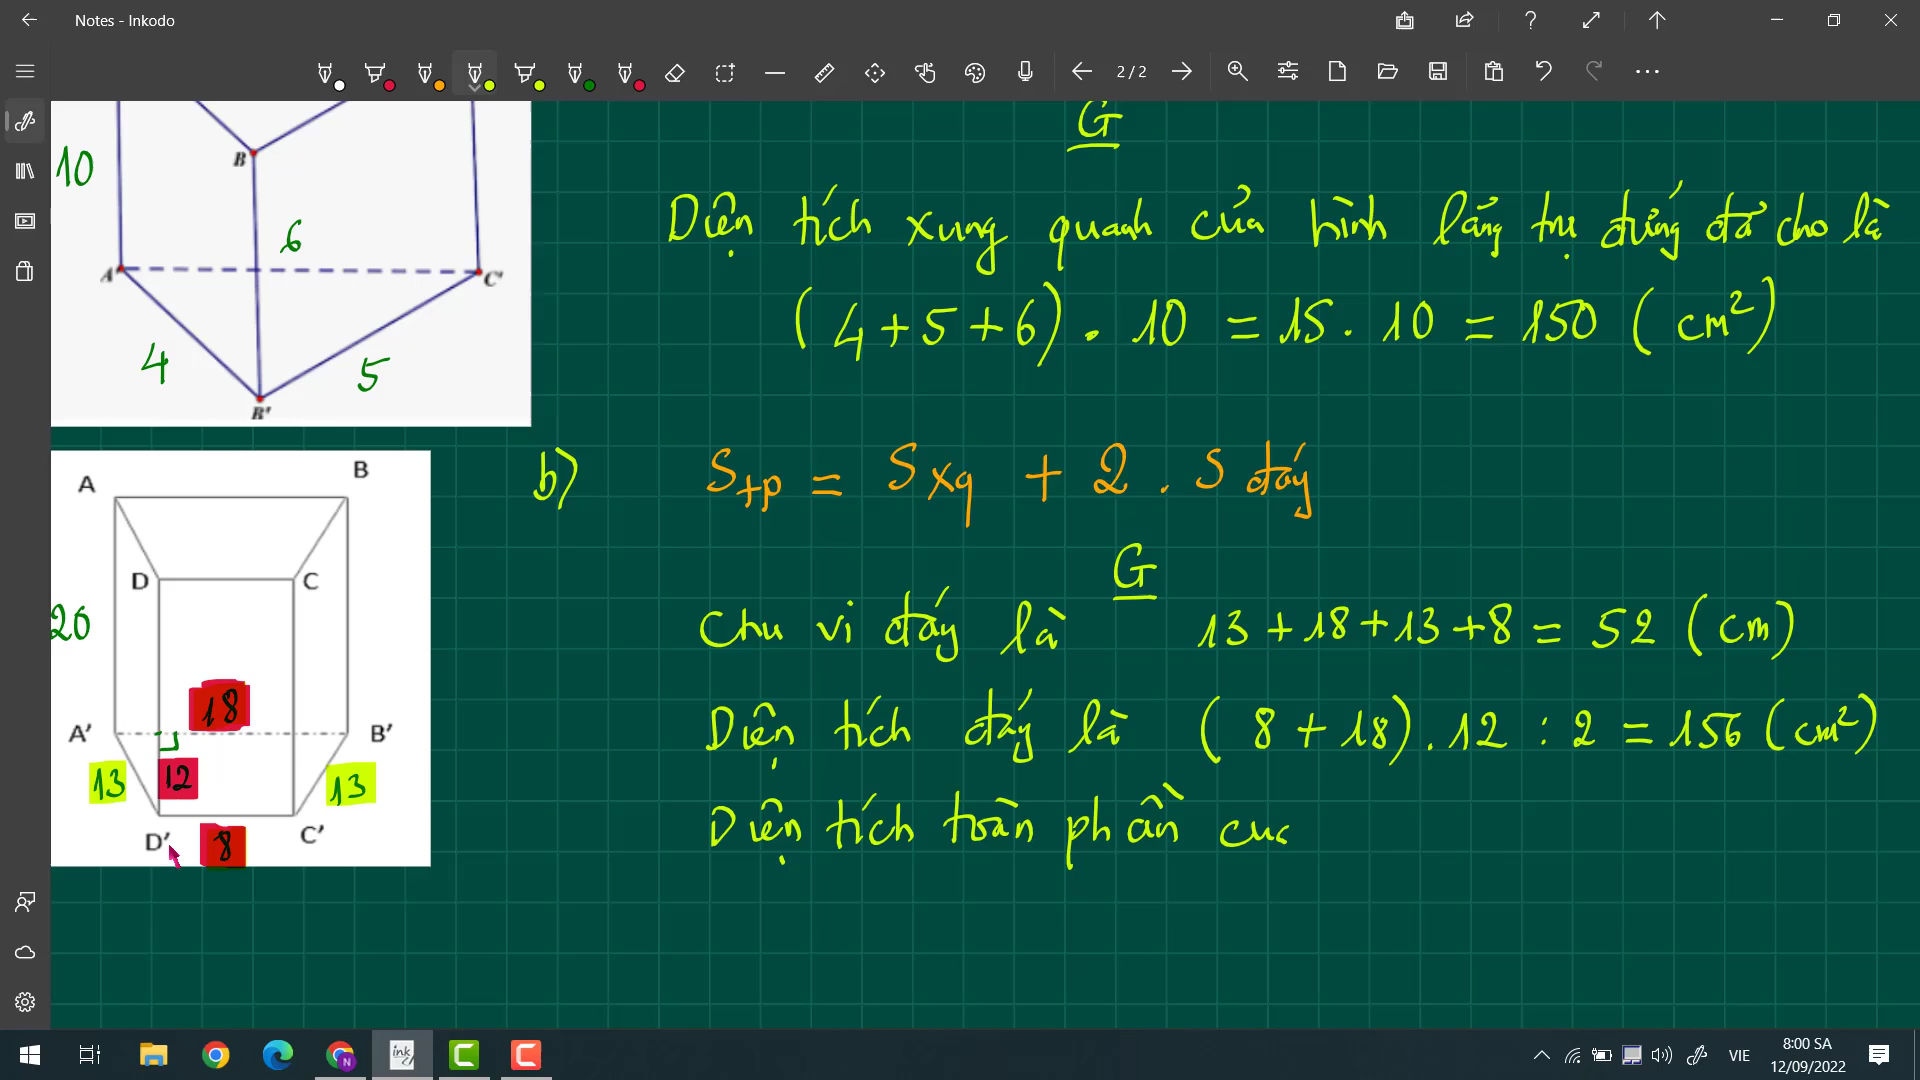 Notes - Inkodo
2 / 2
G
10
B
6
Diện tích xung quanh của hình lăng trụ đứng đã cho là
A'
C'
(4+5+6) . 10 = 15 . 10 = 150 (cm²)
4
5
B'
b) Stp = Sxq + 2 . S đáy
A
B
G
D
C
20
Chu vi đáy là 13+18+13+8 = 52 (cm)
18
A'
B'
Diện tích đáy là (8 + 18) . 12 : 2 = 156 (cm²)
13
12
13
D'
8
C'
Diện tích toàn phần cuc
ink
VIE
8:00 SA
12/09/2022